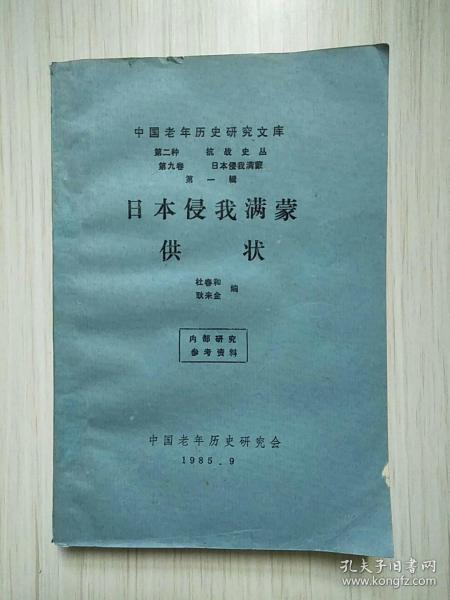 中国老年历史研究文库
第二种 抗战史丛
第九卷 日本侵我满蒙
第一辑
日本侵我满蒙
供状
杜春和
耿来金 编
内部研究
参考资料
中国老年历史研究会
1985.9
孔夫子旧书网
www.kongfz.com